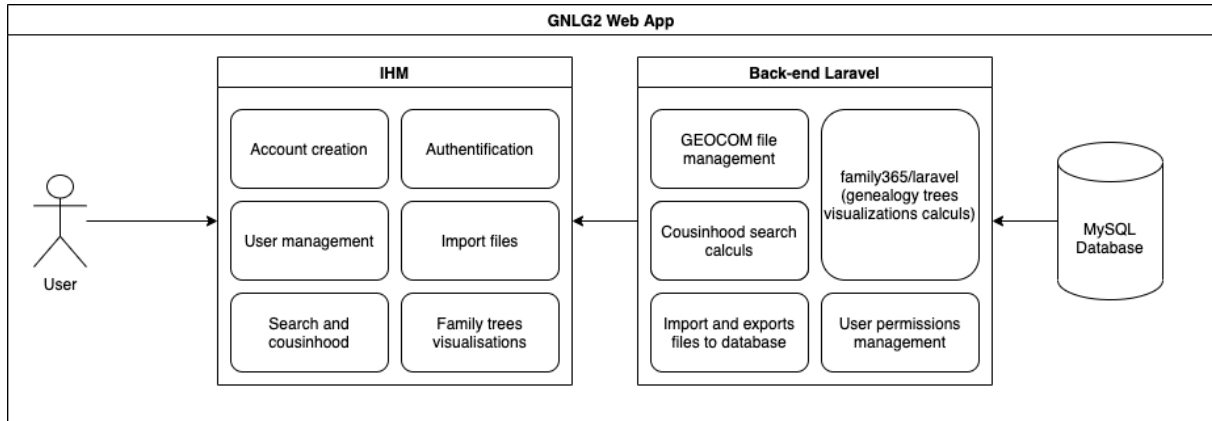 GNLG2 Web App
IHM
Back-end Laravel
Account creation
Authentification
GEOCOM file
management
family365/laravel
(genealogy trees
visualizations calculs)
User management
Import files
Cousinhood search
calculs
MySQL
Database
User
Search and
cousinhood
Family trees
visualisations
Import and exports
files to database
User permissions
management